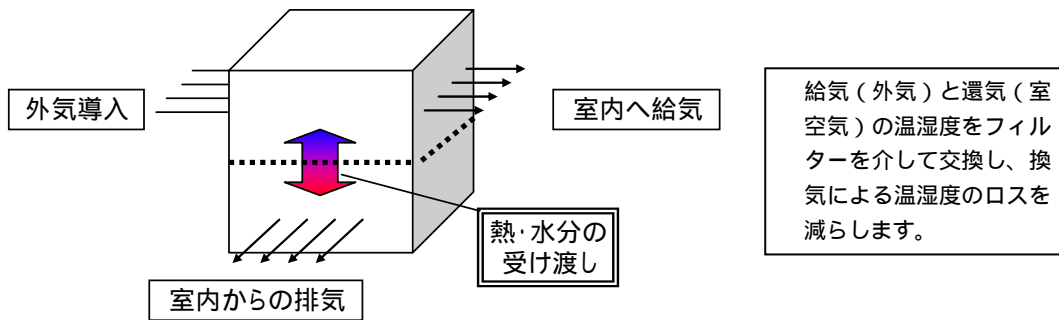 外気導入
室内へ給気
熱・水分の
受け渡し
室内からの排気
給気（外気）と還気（室
空気）の温湿度をフィル
ターを介して交換し、換
気による温湿度のロスを
減らします。